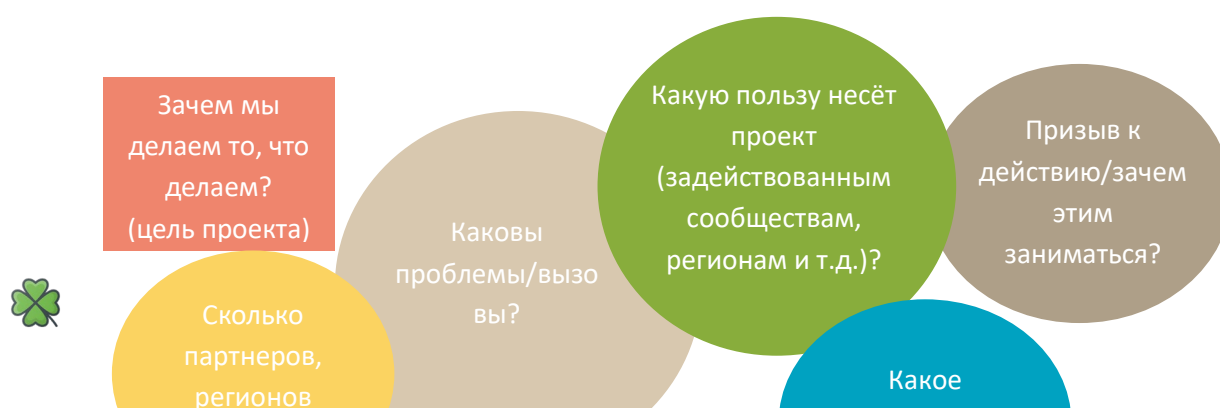 Зачем мы
делаем то, что
делаем?
(цель проекта)
Каковы
проблемы/вызо
вы?
Какую пользу несёт
проект
(задействованным
сообществам,
регионам и т.д.)?
Призыв к
действию/зачем
этим
заниматься?
Сколько
партнеров,
регионов
Какое